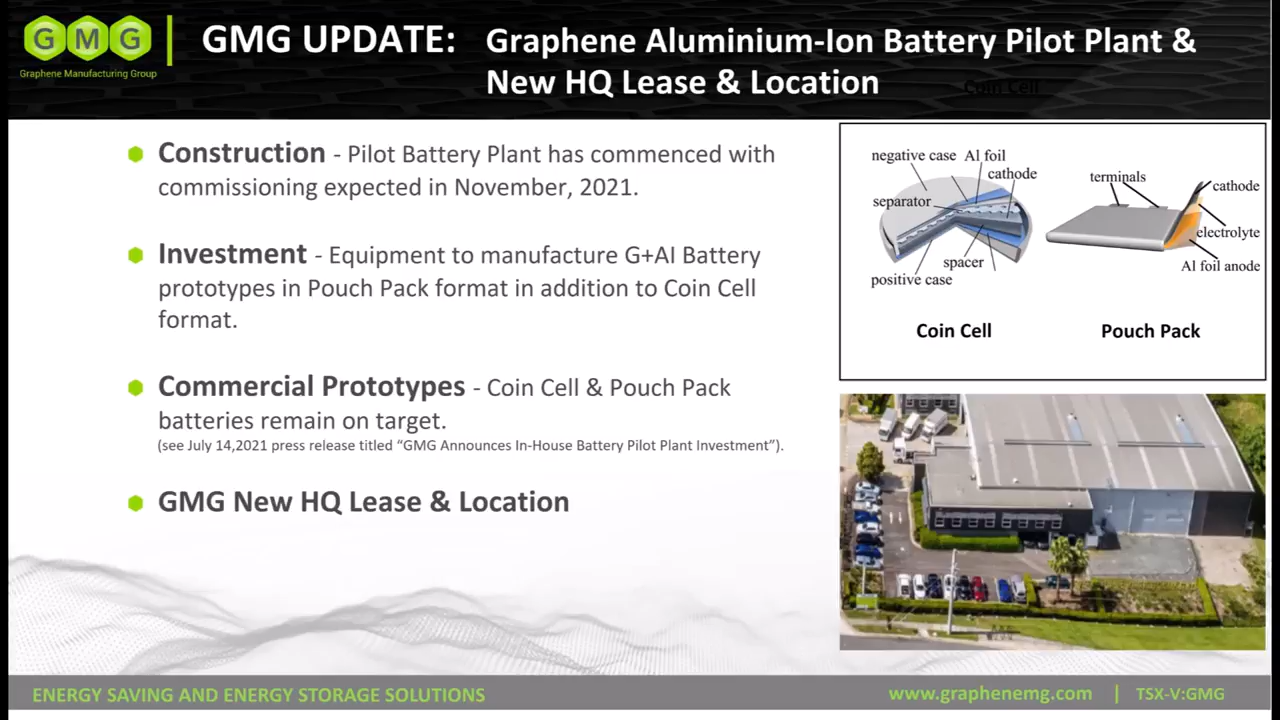 GMG
Graphene Manufacturing Group
GMG UPDATE:
Graphene Aluminium-Ion Battery Pilot Plant &
New HQ Lease & Location
Coin Cell
Construction - Pilot Battery Plant has commenced with
commissioning expected in November, 2021.
Investment - Equipment to manufacture G+AI Battery
prototypes in Pouch Pack format in addition to Coin Cell
format.
Commercial Prototypes - Coin Cell & Pouch Pack
batteries remain on target.
(see July 14,2021 press release titled “GMG Announces In-House Battery Pilot Plant Investment”).
GMG New HQ Lease & Location
negative case
Al foil
cathode
separator
spacer
positive case
Coin Cell
terminals
cathode
electrolyte
Al foil anode
Pouch Pack
ENERGY SAVING AND ENERGY STORAGE SOLUTIONS
www.graphenemg.com | TSX-V:GMG